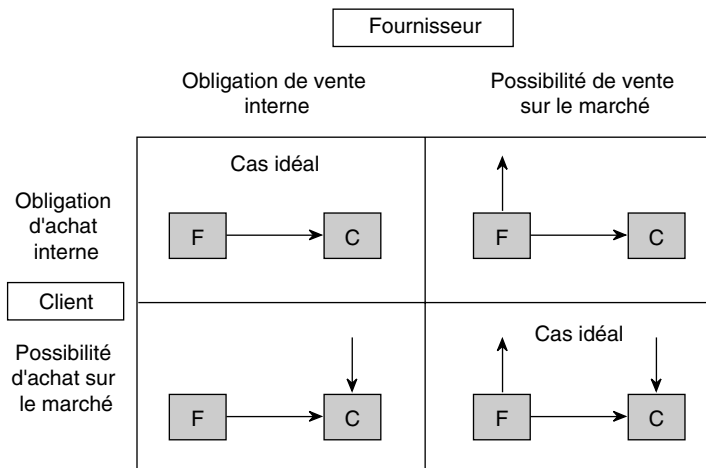 Fournisseur
Obligation de vente
interne
Possibilité de vente
sur le marché
Obligation
d'achat
interne
Cas idéal
F
C
F
C
Client
Possibilité
d'achat sur
le marché
F
C
Cas idéal
F
C